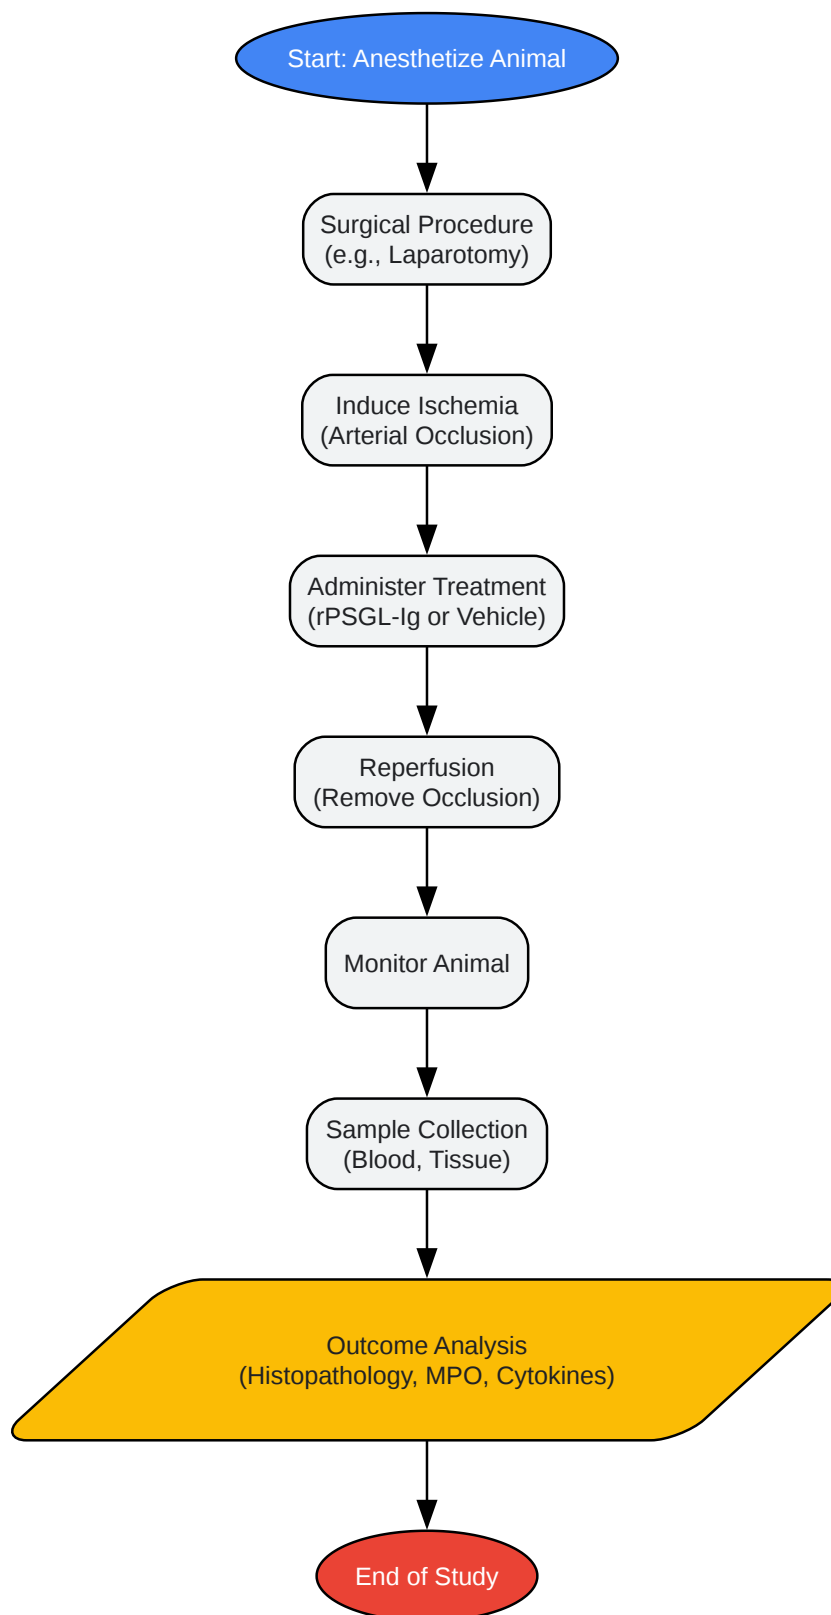 Start: Anesthetize Animal
Surgical Procedure
(e.g., Laparotomy)
Induce Ischemia
(Arterial Occlusion)
Administer Treatment
(rPSGL-Ig or Vehicle)
Reperfusion
(Remove Occlusion)
Monitor Animal
Sample Collection
(Blood, Tissue)
Outcome Analysis
(Histopathology, MPO, Cytokines)
End of Study